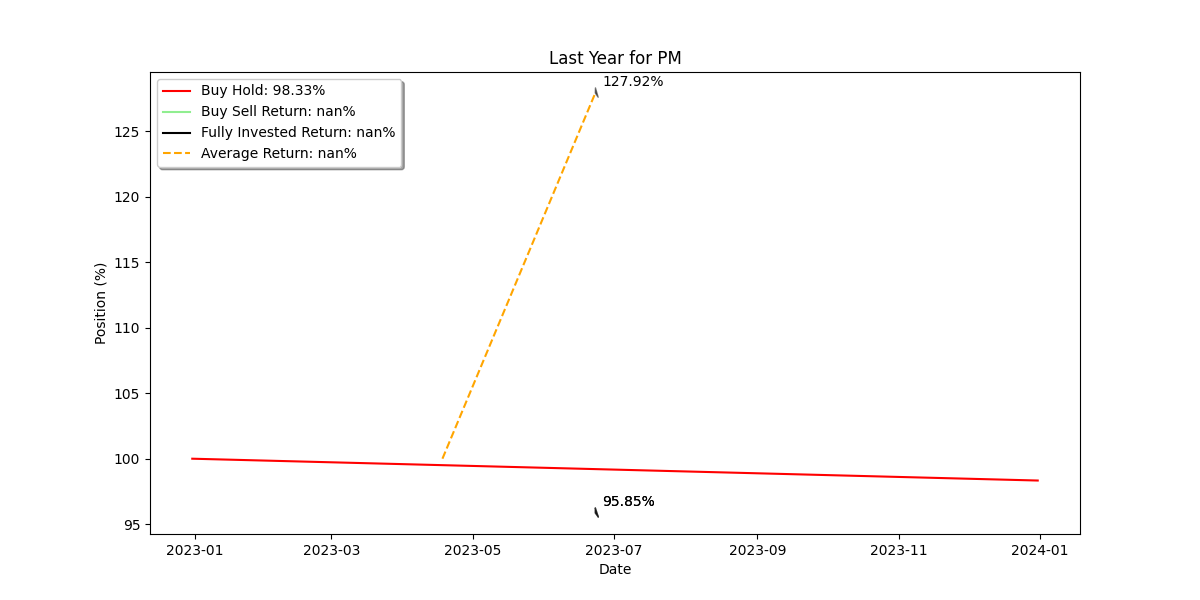 Last Year for PM
127.92%
Buy Hold: 98.33%
Buy Sell Return: nan%
Fully Invested Return: nan%
Average Return: nan%
125
120
115
110
105
100
95
Position (%)
95.85%
2023-01 2023-03 2023-05 2023-07 2023-09 2023-11 2024-01
Date